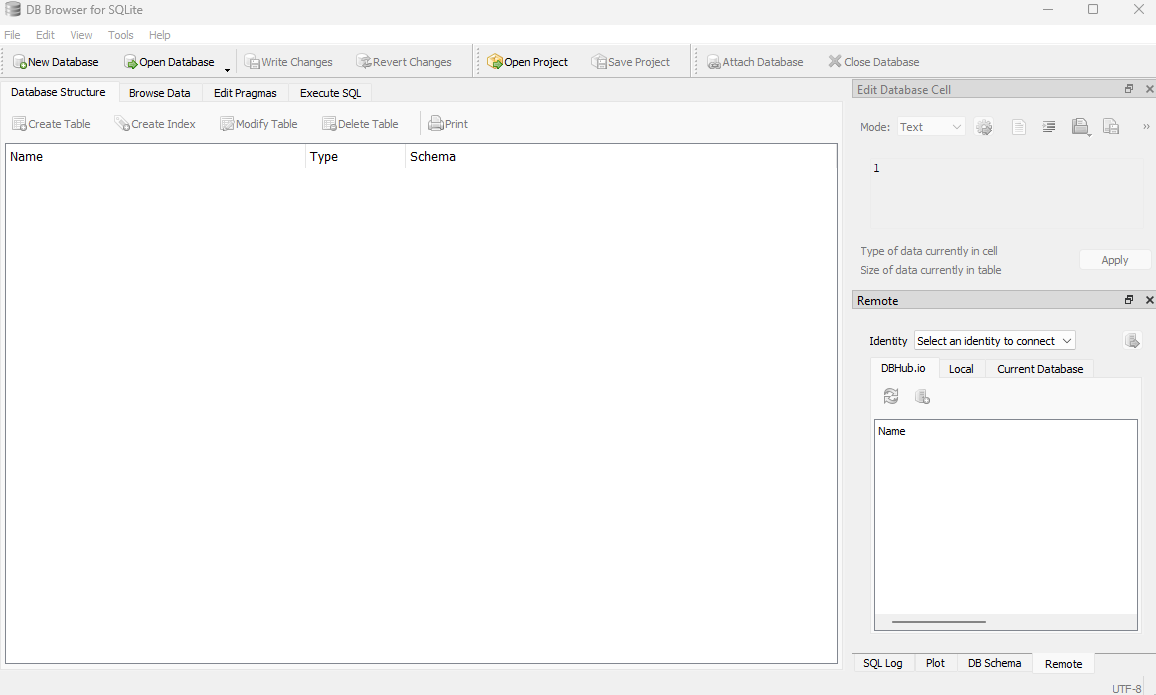 DB Browser for SQLite
File Edit View Tools Help
New Database Open Database Write Changes Revert Changes Open Project Save Project Attach Database Close Database
Database Structure Browse Data Edit Pragmas Execute SQL
Create Table Create Index Modify Table Delete Table Print
Name Type Schema
Edit Database Cell
Mode: Text
1
Type of data currently in cell
Size of data currently in table
Apply
Remote
Identity Select an identity to connect
DBHub.io Local Current Database
Name
SQL Log Plot DB Schema Remote
UTF-8